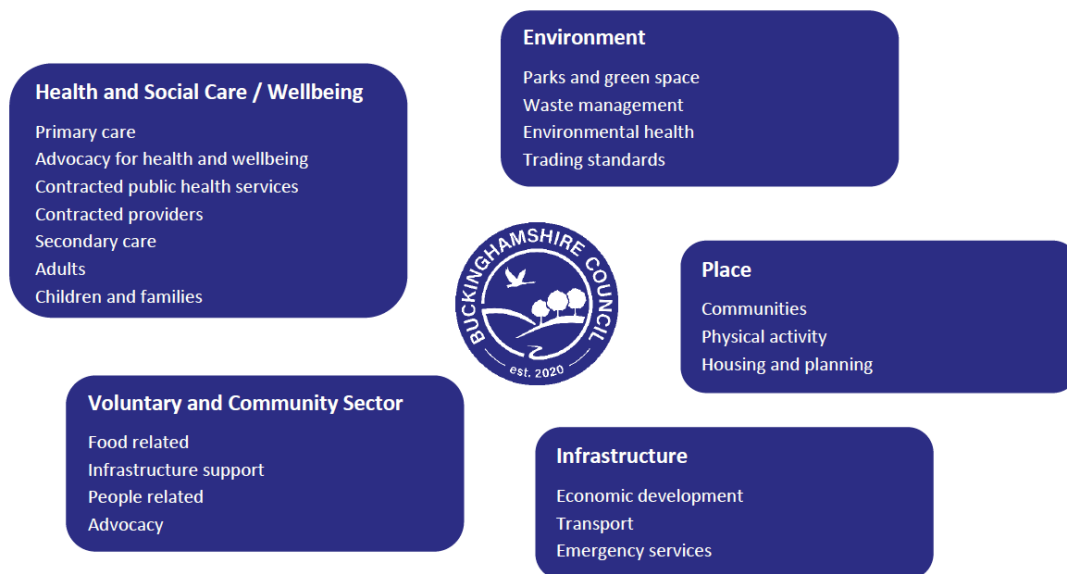 Environment
Parks and green space
Waste management
Environmental health
Trading standards
Health and Social Care / Wellbeing
Primary care
Advocacy for health and wellbeing
Contracted public health services
Contracted providers
Secondary care
Adults
Children and families
BUCKINGHAMSHIRE COUNCIL
est. 2020
Place
Communities
Physical activity
Housing and planning
Voluntary and Community Sector
Food related
Infrastructure support
People related
Advocacy
Infrastructure
Economic development
Transport
Emergency services